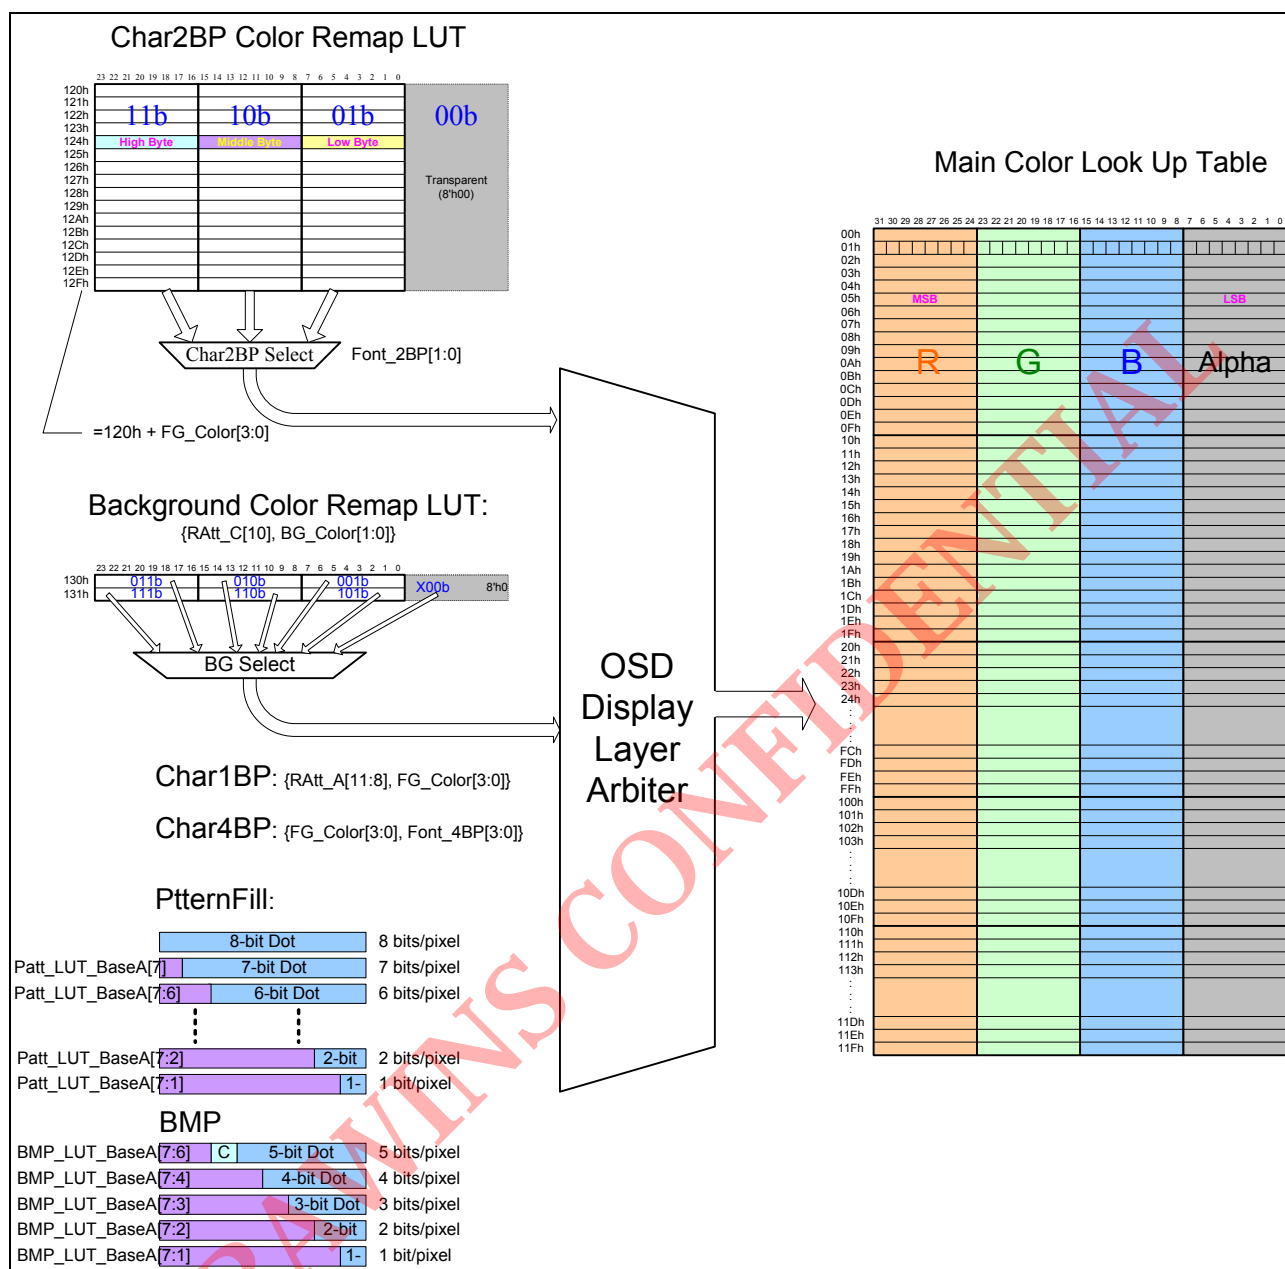 Char2BP Color Remap LUT
23 22 21 20 19 18 17 16 15 14 13 12 11 10 9 8 7 6 5 4 3 2 1 0
120h
121h
122h
123h
124h
125h
126h
127h
128h
129h
12Ah
12Bh
12Ch
12Dh
12Eh
12Fh
11b 10b 01b 00b
High Byte Middle Byte Low Byte
Transparent
(8'h00)
Char2BP Select Font_2BP[1:0]
=120h + FG_Color[3:0]
Background Color Remap LUT:
{RAtt_C[10], BG_Color[1:0]}
23 22 21 20 19 18 17 16 15 14 13 12 11 10 9 8 7 6 5 4 3 2 1 0
130h 011b 010b 001b
131h 111b 110b 101b
X00b 8'h0
BG Select
Char1BP: {RAtt_A[11:8], FG_Color[3:0]}
Char4BP: {FG_Color[3:0], Font_4BP[3:0]}
PtternFill:
8-bit Dot 8 bits/pixel
Patt_LUT_BaseA[7] 7-bit Dot 7 bits/pixel
Patt_LUT_BaseA[7:6] 6-bit Dot 6 bits/pixel
Patt_LUT_BaseA[7:2] 2-bit 2 bits/pixel
Patt_LUT_BaseA[7:1] 1- 1 bit/pixel
BMP
BMP_LUT_BaseA[7:6] C 5-bit Dot 5 bits/pixel
BMP_LUT_BaseA[7:4] 4-bit Dot 4 bits/pixel
BMP_LUT_BaseA[7:3] 3-bit Dot 3 bits/pixel
BMP_LUT_BaseA[7:2] 2-bit 2 bits/pixel
BMP_LUT_BaseA[7:1] 1- 1 bit/pixel
OSD
Display
Layer
Arbiter
Main Color Look Up Table
31 30 29 28 27 26 25 24 23 22 21 20 19 18 17 16 15 14 13 12 11 10 9 8 7 6 5 4 3 2 1 0
00h
01h
02h
03h
04h
05h
06h
07h
08h
09h
0Ah
0Bh
0Ch
0Dh
0Eh
0Fh
10h
11h
12h
13h
14h
15h
16h
17h
18h
19h
1Ah
1Bh
1Ch
1Dh
1Eh
1Fh
20h
21h
22h
23h
24h
:
:
:
FCh
FDh
FEh
FFh
100h
101h
102h
103h
:
:
:
10Dh
10Eh
10Fh
110h
111h
112h
113h
:
:
:
11Dh
11Eh
11Fh
MSB LSB
R G B Alpha
RAWINS CONFIDENTIAL